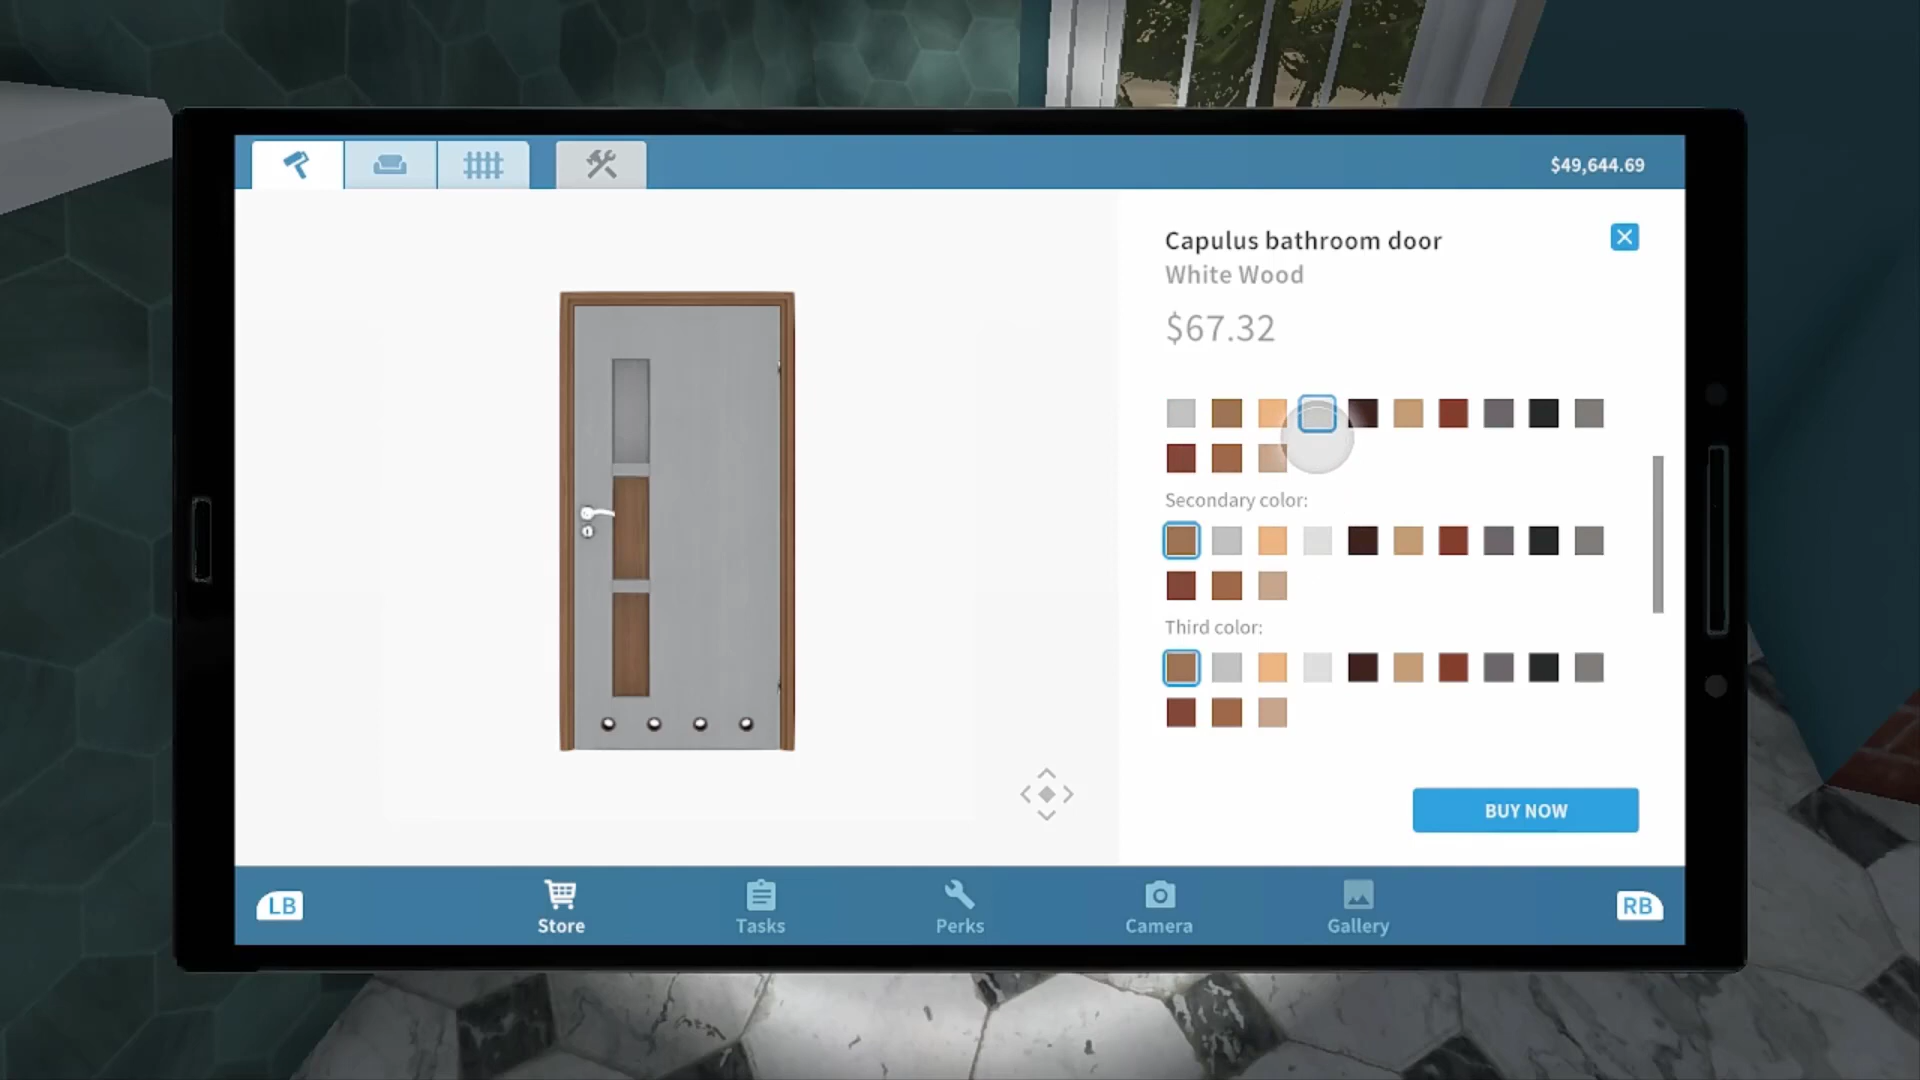 $49,644.69
Capulus bathroom door
White Wood
$67.32
Secondary color:
Third color:
BUY NOW
LB
Store
Tasks
Perks
Camera
Gallery
RB